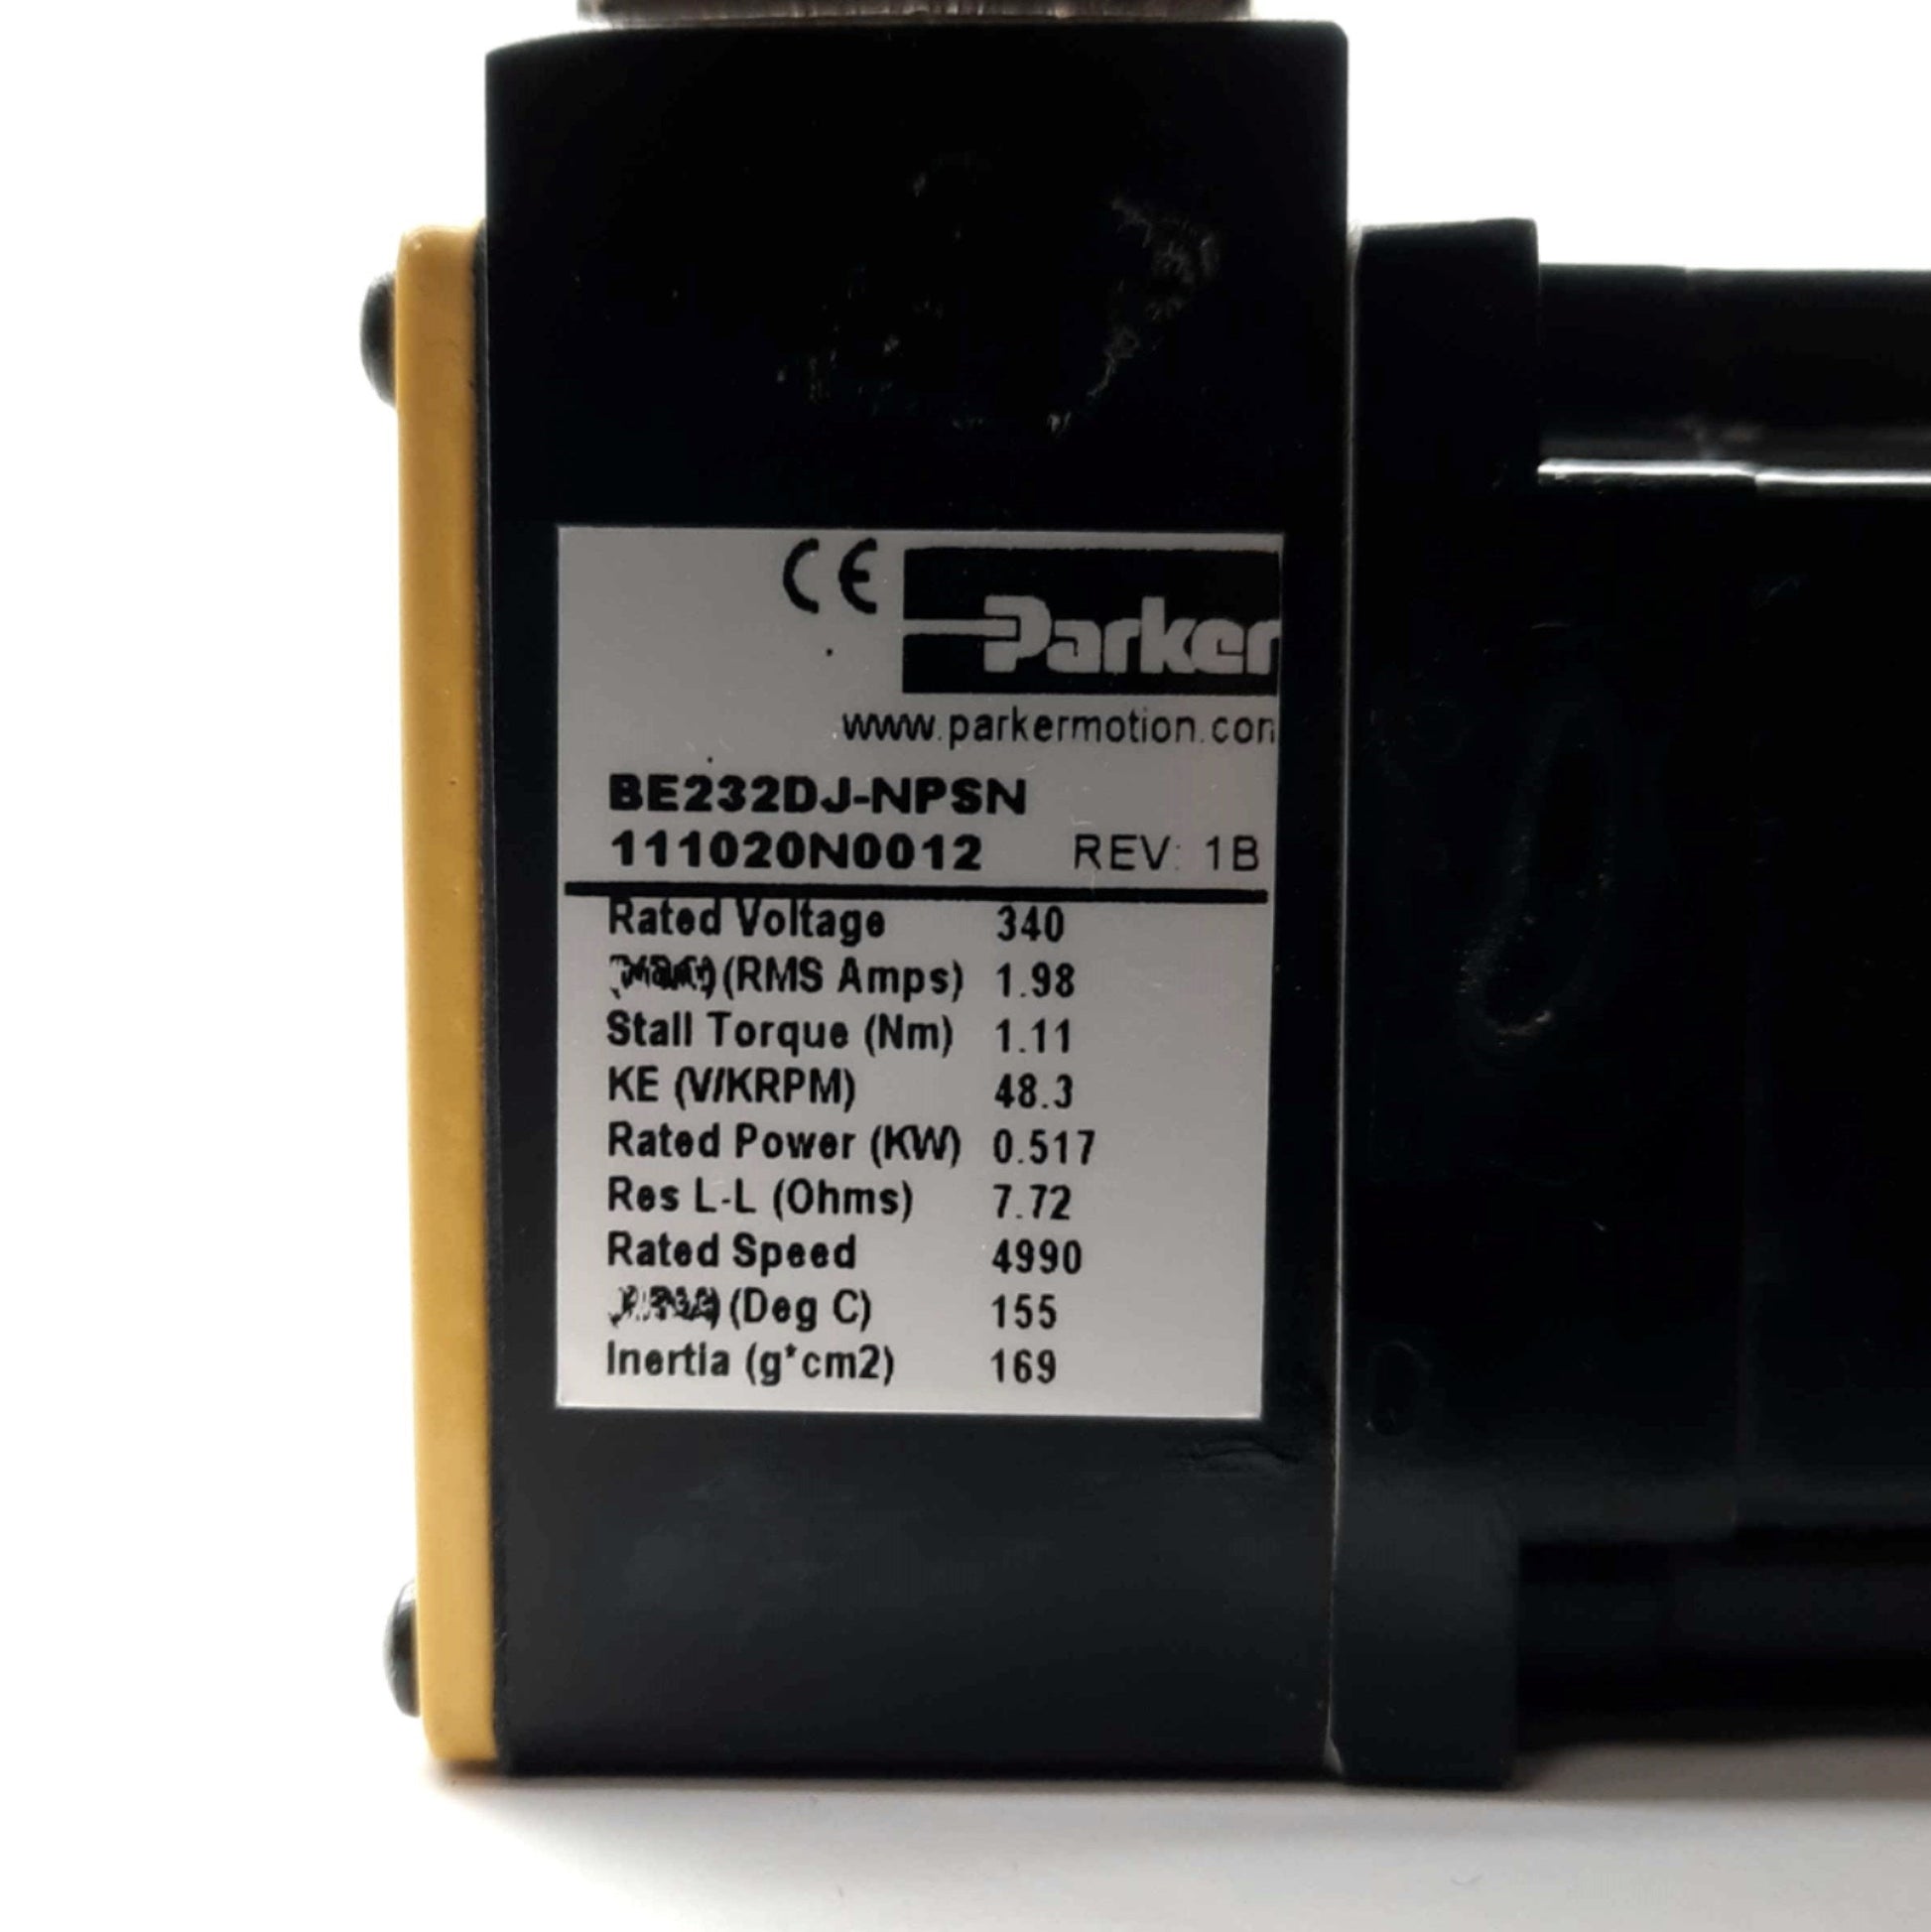 CE Parker
www.parkermotion.con
BE232DJ-NPSN
111020N0012 REV: 1B
Rated Voltage 340
(RMS Amps) 1.98
Stall Torque (Nm) 1.11
KE (V/KRPM) 48.3
Rated Power (KW) 0.517
Res L-L (Ohms) 7.72
Rated Speed 4990
(Deg C) 155
Inertia (g*cm2) 169